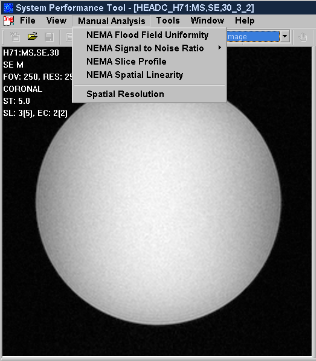 System Performance Tool - [HEADC_H71:MS,SE,30_3_2]
File View Manual Analysis Tools Window Help
NEMA Flood Field Uniformity
NEMA Signal to Noise Ratio
NEMA Slice Profile
NEMA Spatial Linearity
Spatial Resolution
mage
H71:MS,SE,30
SE M
FOV: 250, RES: 25
CORONAL
ST: 5.0
SL: 3(5), EC: 2(2)